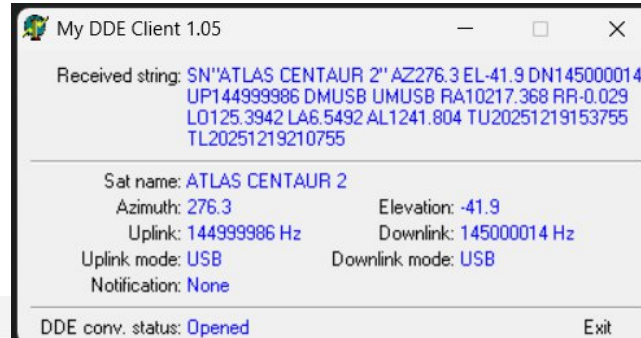 My DDE Client 1.05
Received string: SN"ATLAS CENTAUR 2" AZ276.3 EL-41.9 DN145000014
UP144999986 DMUSB UMUSB RA10217.368 RR-0.029
LO125.3942 LA6.5492 AL1241.804 TU20251219153755
TL20251219210755
Sat name: ATLAS CENTAUR 2
Azimuth: 276.3 Elevation: -41.9
Uplink: 144999986 Hz Downlink: 145000014 Hz
Uplink mode: USB Downlink mode: USB
Notification: None
DDE conv. status: Opened Exit